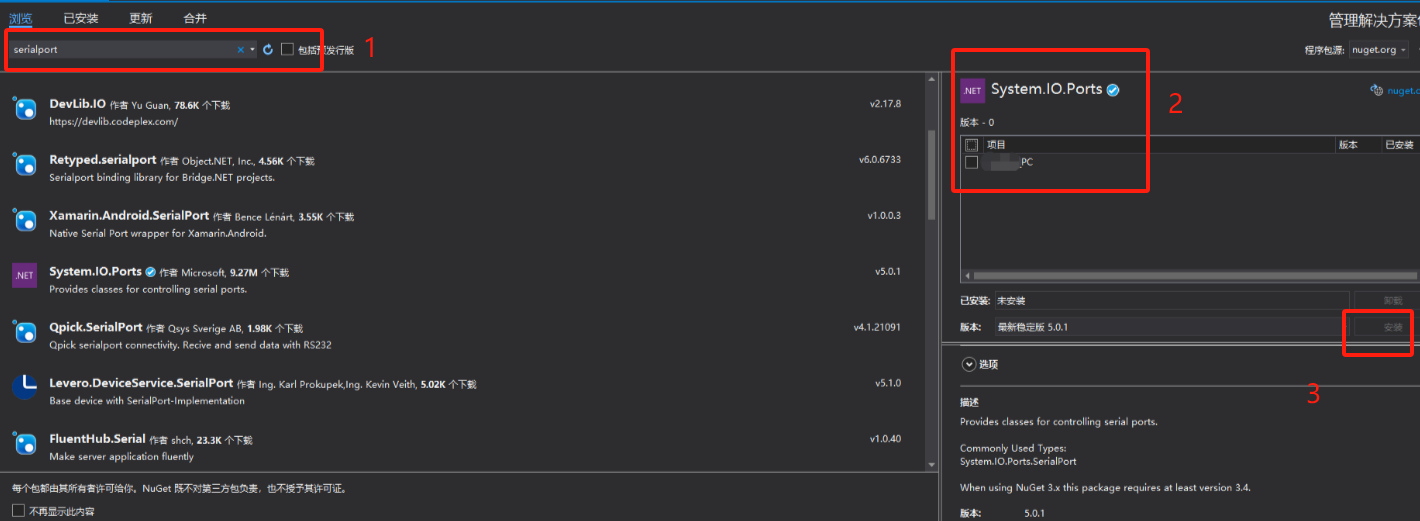 浏览 已安装 更新 合并
管理解决方案
serialport
包括预发行版
1
程序包源: nuget.org
DevLib.IO 作者 Yu Guan, 78.6K 个下载
v2.17.8
https://devlib.codeplex.com/
Retyped.serialport 作者 Object.NET, Inc., 4.56K 个下载
v6.0.6733
Serialport binding library for Bridge.NET projects.
Xamarin.Android.SerialPort 作者 Bence Lénárt, 3.55K 个下载
v1.0.0.3
Native Serial Port wrapper for Xamarin.Android.
.NET System.IO.Ports 作者 Microsoft, 9.27M 个下载
v5.0.1
Provides classes for controlling serial ports.
Qpick.SerialPort 作者 Qsys Sverige AB, 1.98K 个下载
v4.1.21091
Qpick serialport connectivity. Recive and send data with RS232
Levero.DeviceService.SerialPort 作者 Ing. Karl Prokupek,Ing. Kevin Veith, 5.02K 个下载
v5.1.0
Base device with SerialPort-Implementation
FluentHub.Serial 作者 shch, 23.3K 个下载
v1.0.40
Make server application fluently
每个包都由其所有者许可给你。NuGet 既不对第三方包负责，也不授予其许可证。
不再显示此内容
.NET System.IO.Ports
2
nuget.o
版本 - 0
项目 版本 已安装
_PC
已安装: 未安装 卸载
版本: 最新稳定版 5.0.1 安装
选项
3
描述
Provides classes for controlling serial ports.
Commonly Used Types:
System.IO.Ports.SerialPort
When using NuGet 3.x this package requires at least version 3.4.
版本: 5.0.1